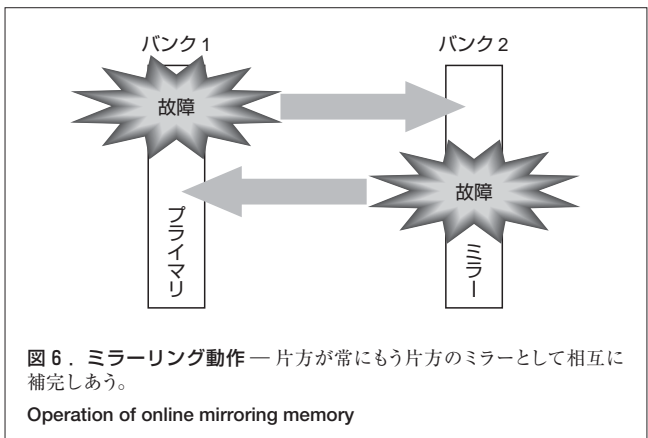 バンク 1
バンク 2
故障
故障
プライマリ
ミラー
図 6 . ミラーリング動作 — 片方が常にもう片方のミラーとして相互に
補完しあう。
Operation of online mirroring memory